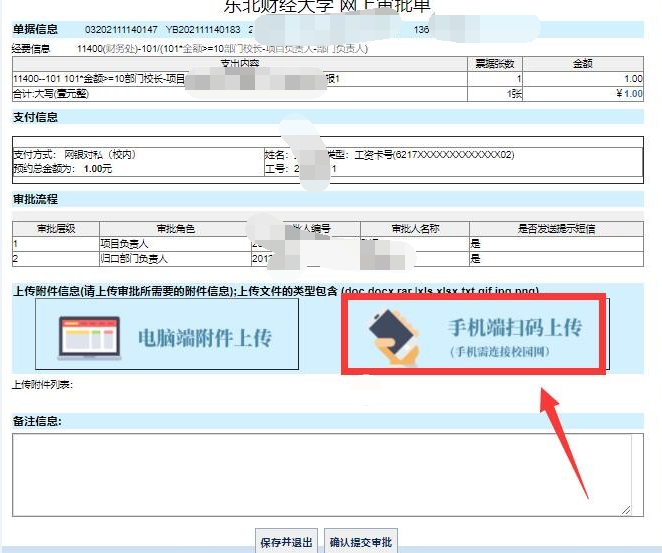 东北财经大学 网上审批单
单据信息 03202111140147 YB202111140183 2 136
经费信息 11400(财务处)-101/(101*金额>=10部门校长-项目负责人-部门负责人)
支出内容 票据张数 金额
11400--101 101*金额>=10部门校长-项目 报1 1 1.00
合计:大写(壹元整) 1张 ￥1.00
支付信息
支付方式: 网银对私（校内） 姓名: 类型: 工资卡号(6217XXXXXXXXXXXXX02)
预约总金额为: 1.00元 工号: 2 1
审批流程
审批层级 审批角色 批人编号 审批人名称 是否发送提示短信
1 项目负责人 20 是
2 归口部门负责人 201 是
上传附件信息(请上传审批所需要的附件信息);上传文件的类型包含 (doc,docx,rar,|xls,xlsx,txt,gif,jpg,png)
电脑端附件上传 手机端扫码上传
(手机需连接校园网)
上传附件列表:
备注信息:
保存并退出 确认提交审批